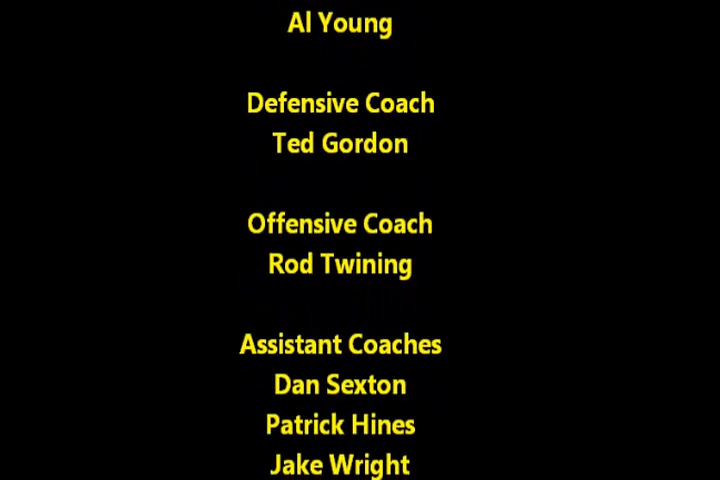 Al Young
Defensive Coach
Ted Gordon
Offensive Coach
Rod Twining
Assistant Coaches
Dan Sexton
Patrick Hines
Jake Wright